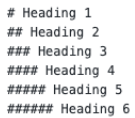 # Heading 1
## Heading 2
### Heading 3
#### Heading 4
##### Heading 5
###### Heading 6